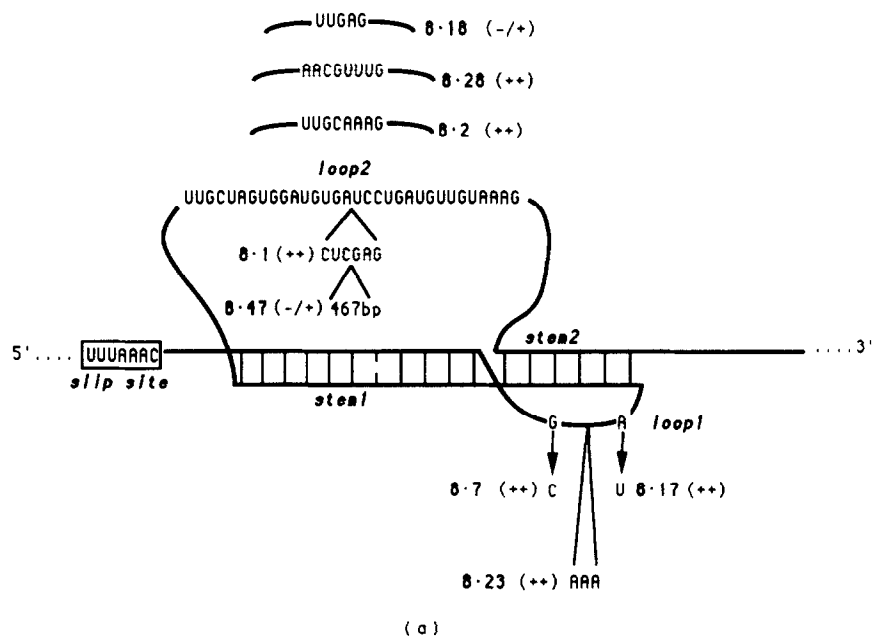 UUGAG 8·18 (-/+)
AACGUUUG 8·28 (++)
UUGCAAAG 8·2 (++)
loop2
UUGCUAGUGGAUGUGAUCCUGAUGUUGUAAAG
8·1 (++) CUCGAG
8·47 (-/+) 467bp
stem2
5' .... UUUAAAC ....3'
slip site
stem1
G A loop1
8·7 (++) C U 8·17 (++)
8·23 (++) AAA
(a)